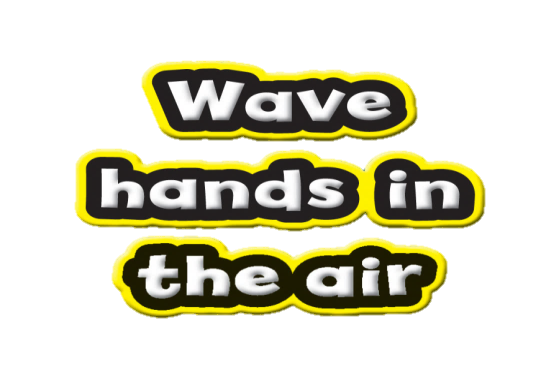 Wave
hands in
the air